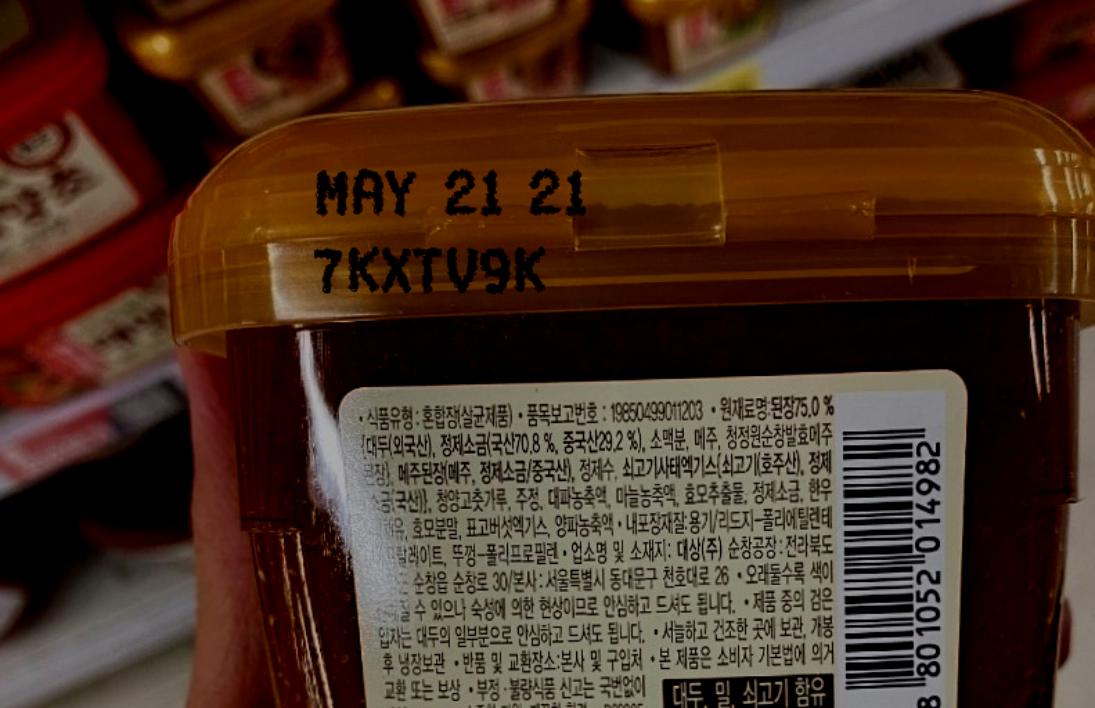 MAY 21 21
7KXTV9K
• 식품유형 : 혼합장(살균제품) • 품목보고번호 : 19850499011203 • 원재료명:된장75.0 %
{대두(외국산), 정제소금(국산70.8 %, 중국산29.2 %), 소맥분, 메주, 청정원순창발효메주
된장}, 메주된장{메주, 정제소금/중국산}, 정제수, 쇠고기사태엑기스{쇠고기(호주산), 정제
소금(국산)}, 청양고춧가루, 주정, 대파농축액, 마늘농축액, 효모추출물, 정제소금, 한우
효모분말, 표고버섯엑기스, 양파농축액 • 내포장재질:용기/리드지-폴리에틸렌테
뚜껑-폴리프로필렌 • 업소명 및 소재지: 대상(주) 순창공장: 전라북도
순창읍 순창로 30/본사 : 서울특별시 동대문구 천호대로 26 • 오래둘수록 색이
수 있으나 숙성에 의한 현상이므로 안심하고 드셔도 됩니다. • 제품 중의 검은
입자는 대두의 일부분으로 안심하고 드셔도 됩니다. • 서늘하고 건조한 곳에 보관, 개봉
후 냉장보관 • 반품 및 교환장소:본사 및 구입처 • 본 제품은 소비자 기본법에 의거
교환 또는 보상 • 부정·불량식품 신고는 국번없이
대두, 밀, 쇠고기 함유
8 801052 014982